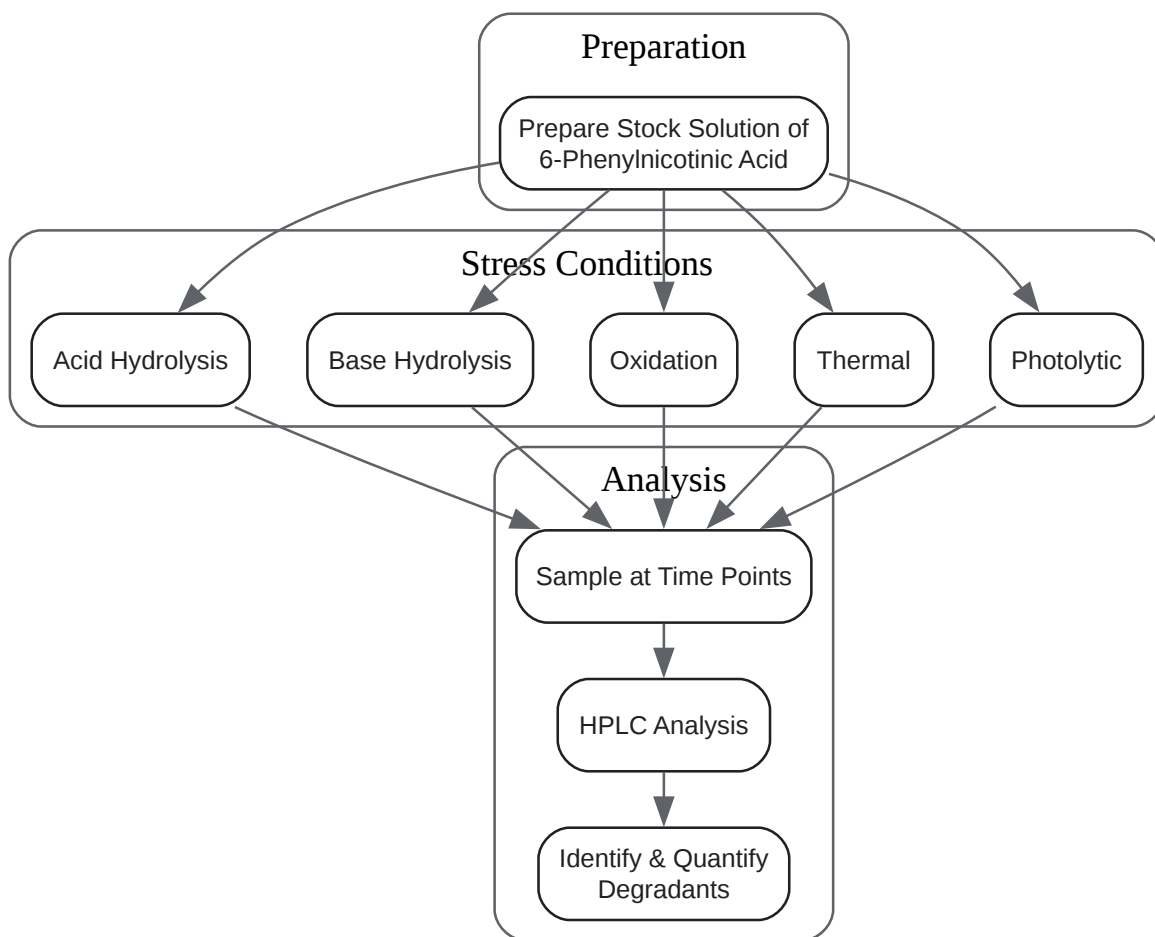 Preparation
Prepare Stock Solution of
6-Phenylnicotinic Acid
Stress Conditions
Acid Hydrolysis
Base Hydrolysis
Oxidation
Thermal
Photolytic
Analysis
Sample at Time Points
HPLC Analysis
Identify & Quantify
Degradants